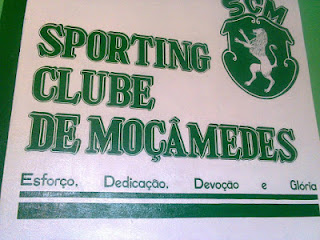 SCM
SPORTING
CLUBE
DE MOÇÂMEDES
Esforço, Dedicação, Devoção e Glória